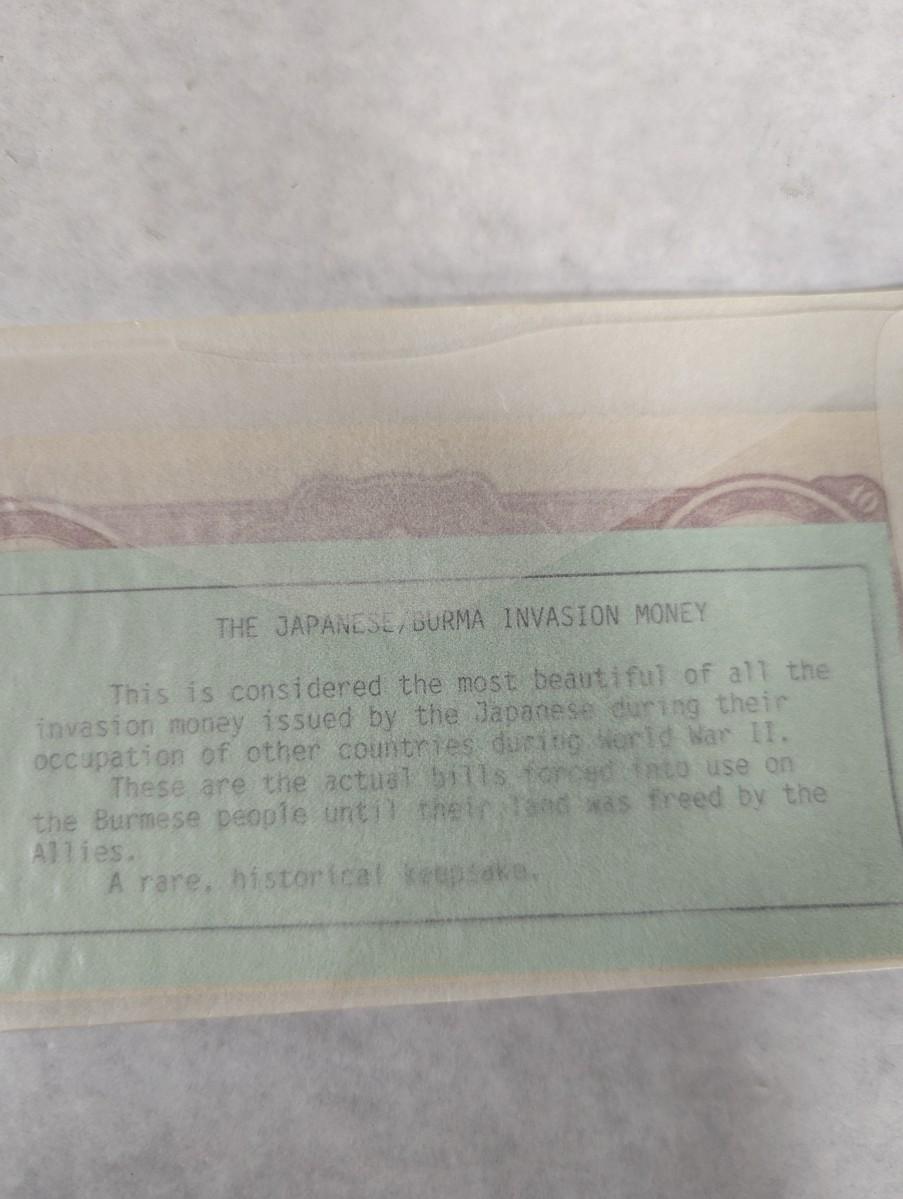 10
THE JAPANESE/BURMA INVASION MONEY
This is considered the most beautiful of all the
invasion money issued by the Japanese during their
occupation of other countries during World War II.
These are the actual bills forced into use on
the Burmese people until their land was freed by the
Allies.
A rare, historical keepsake.